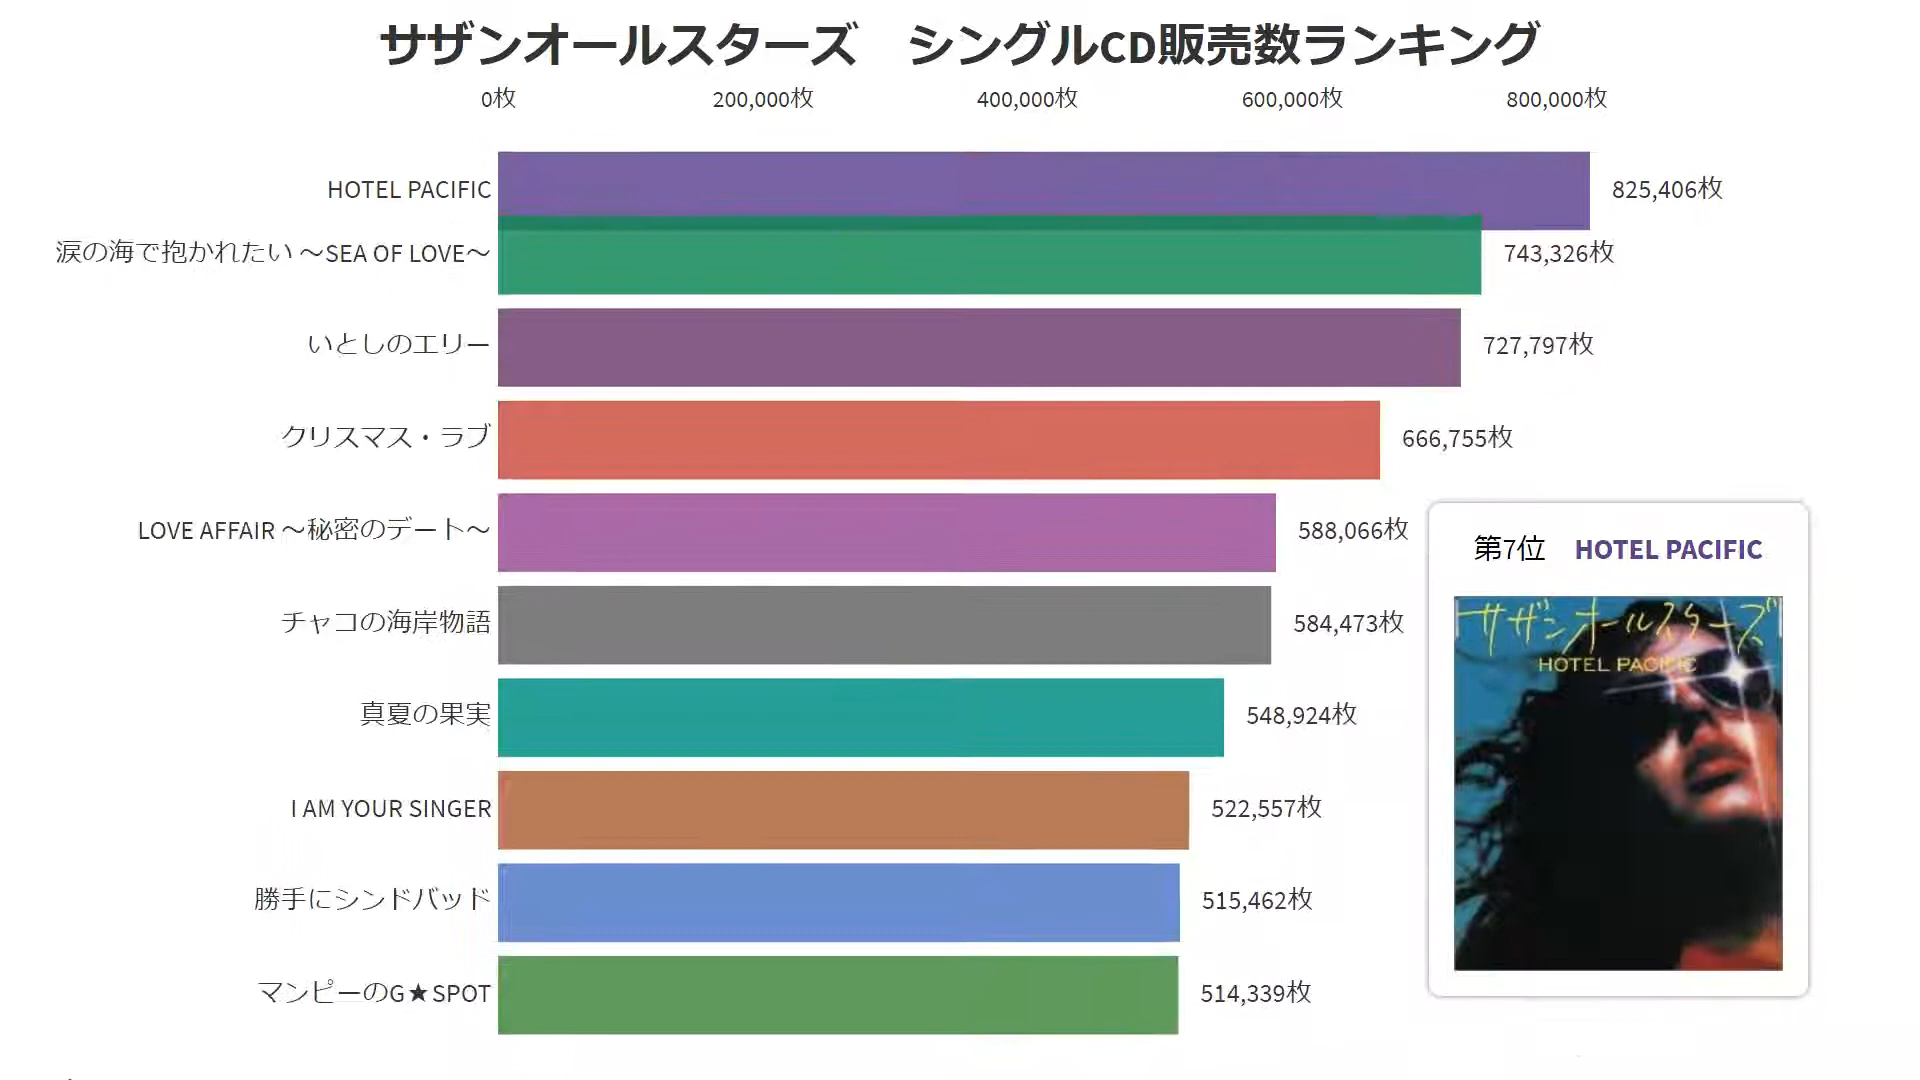 サザンオールスターズ　シングルCD販売数ランキング
0枚 200,000枚 400,000枚 600,000枚 800,000枚
HOTEL PACIFIC 825,406枚
涙の海で抱かれたい ～SEA OF LOVE～ 743,326枚
いとしのエリー 727,797枚
クリスマス・ラブ 666,755枚
LOVE AFFAIR ～秘密のデート～ 588,066枚
チャコの海岸物語 584,473枚
真夏の果実 548,924枚
I AM YOUR SINGER 522,557枚
勝手にシンドバッド 515,462枚
マンピーのG★SPOT 514,339枚
第7位　HOTEL PACIFIC
サザンオールスターズ
HOTEL PACIFIC